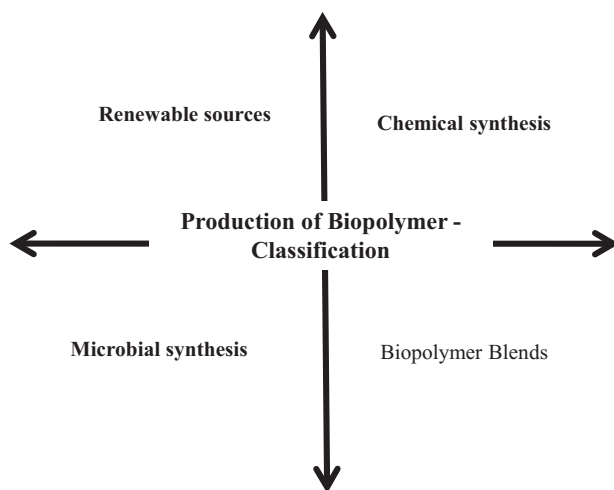 Renewable sources
Chemical synthesis
Production of Biopolymer -
Classification
Microbial synthesis
Biopolymer Blends